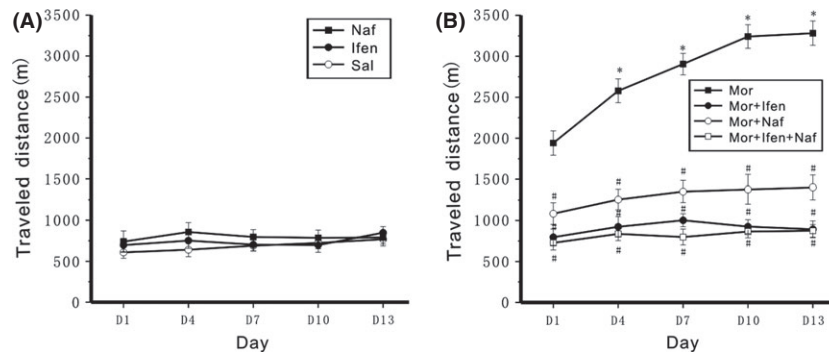 (A)
Traveled distance(m)
3500
3000
2500
2000
1500
1000
500
0
Naf
Ifen
Sal
D1 D4 D7 D10 D13
Day
(B)
Traveled distance(m)
3500
3000
2500
2000
1500
1000
500
0
* * * *
Mor
Mor+Ifen
Mor+Naf
Mor+Ifen+Naf
# # # # #
# # # # #
# # # # #
D1 D4 D7 D10 D13
Day